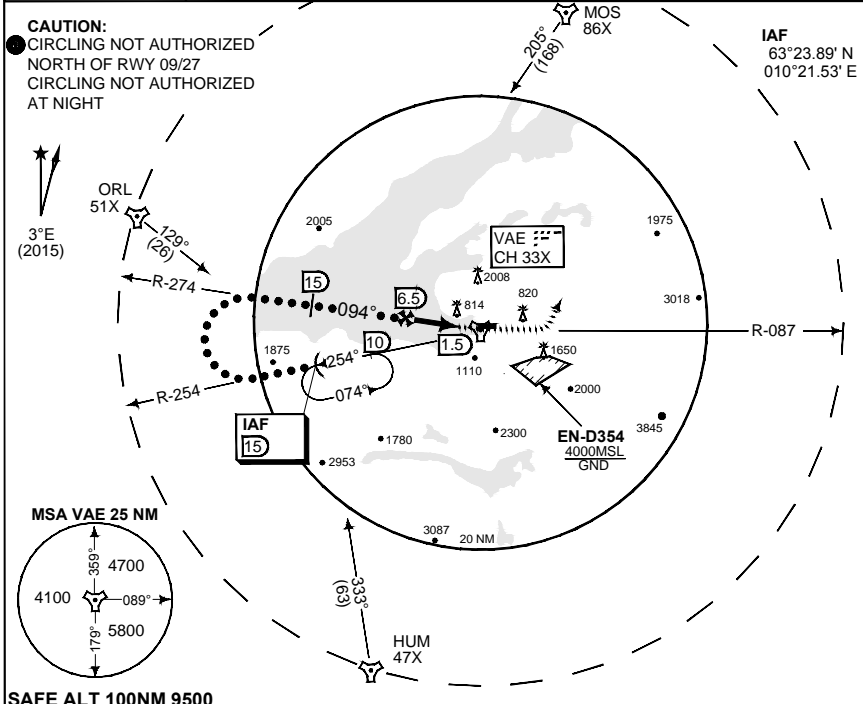 CAUTION:
CIRCLING NOT AUTHORIZED
NORTH OF RWY 09/27
CIRCLING NOT AUTHORIZED
AT NIGHT
MOS
86X
205°
(168)
IAF
63°23.89' N
010°21.53' E
3°E
(2015)
ORL
51X
129°
(26)
2005
1975
VAE
CH 33X
2008
R-274
15
094°
6.5
814
820
3018
R-087
10
1.5
254°
1875
074°
1110
1650
R-254
2000
IAF
15
1780
2300
3845
EN-D354
4000MSL
GND
2953
3087
20 NM
MSA VAE 25 NM
359°
4700
4100
089°
179°
5800
333°
(63)
HUM
47X
SAFE ALT 100NM 9500